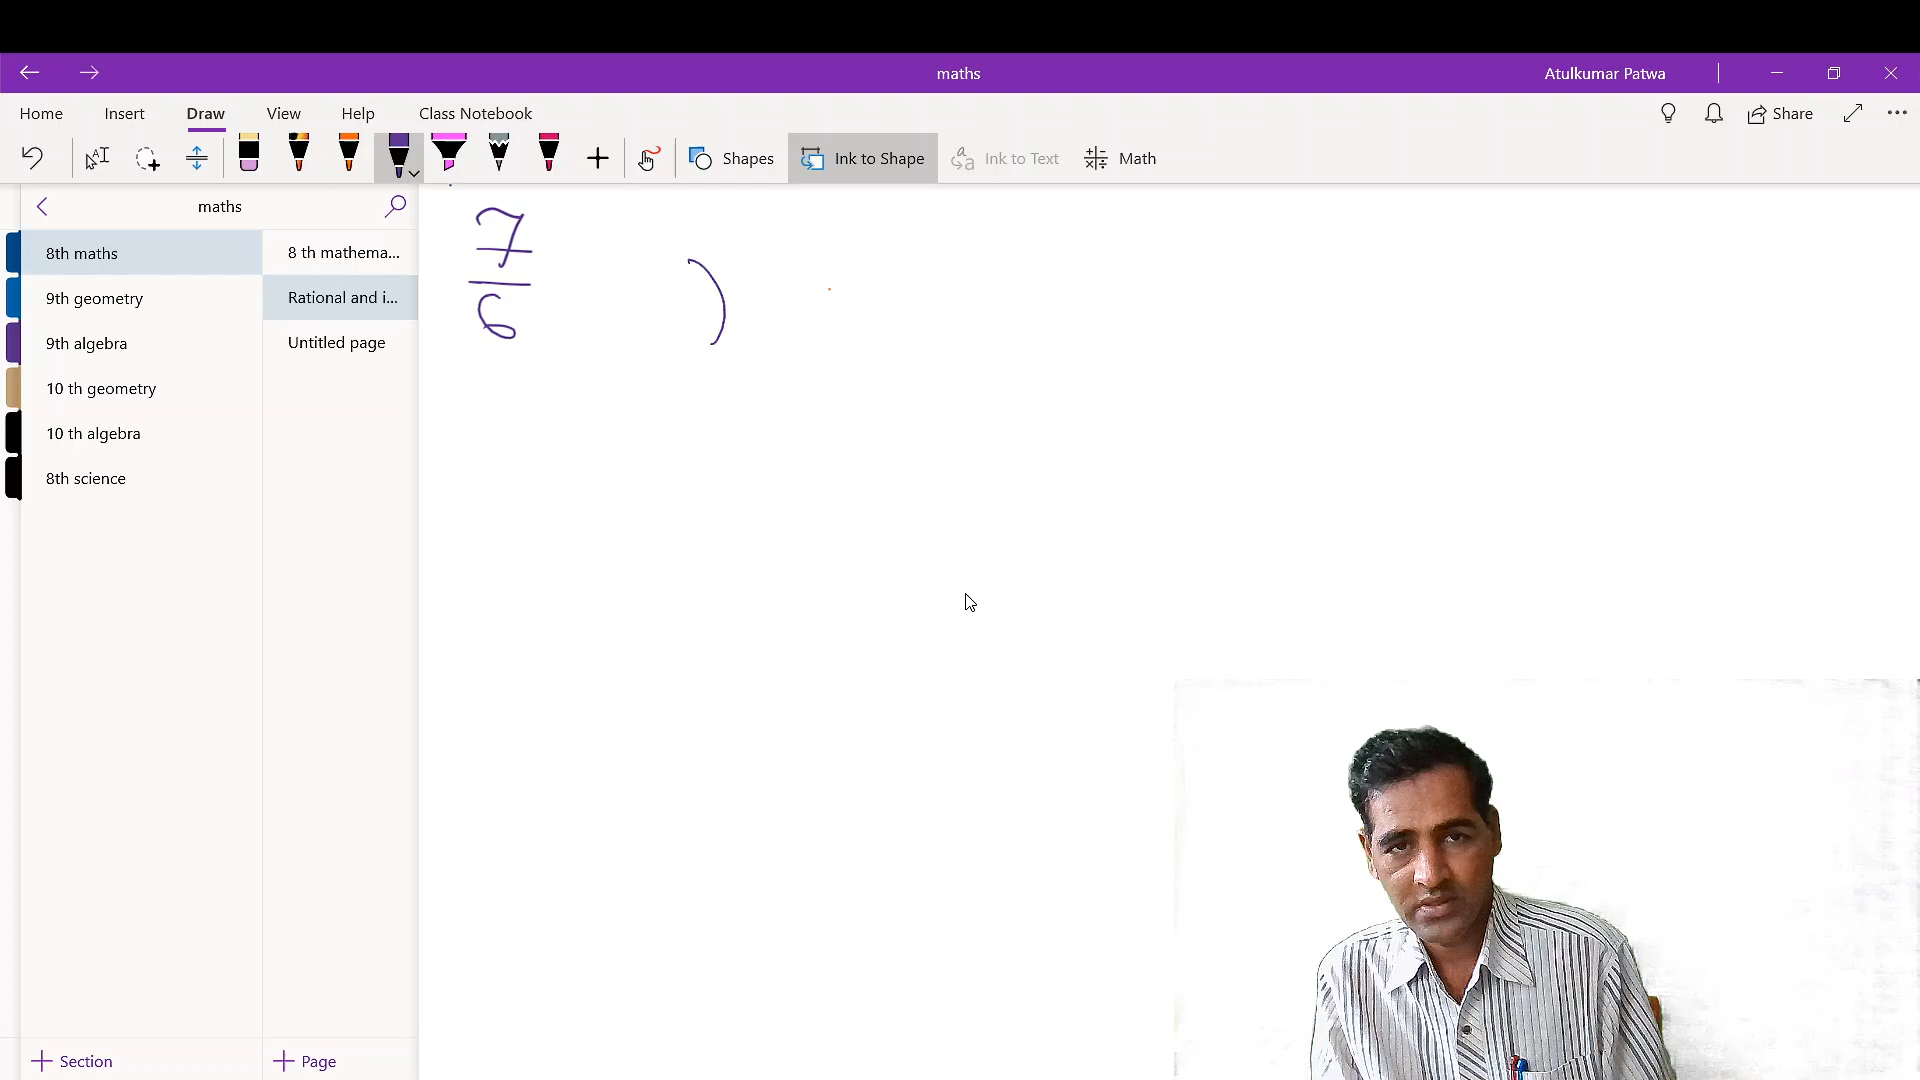 maths
Atulkumar Patwa
Home Insert Draw View Help Class Notebook
Share
Shapes
Ink to Shape
Ink to Text
Math
maths
8th maths
9th geometry
9th algebra
10 th geometry
10 th algebra
8th science
8 th mathema...
Rational and i...
Untitled page
7
6
)
Section
Page